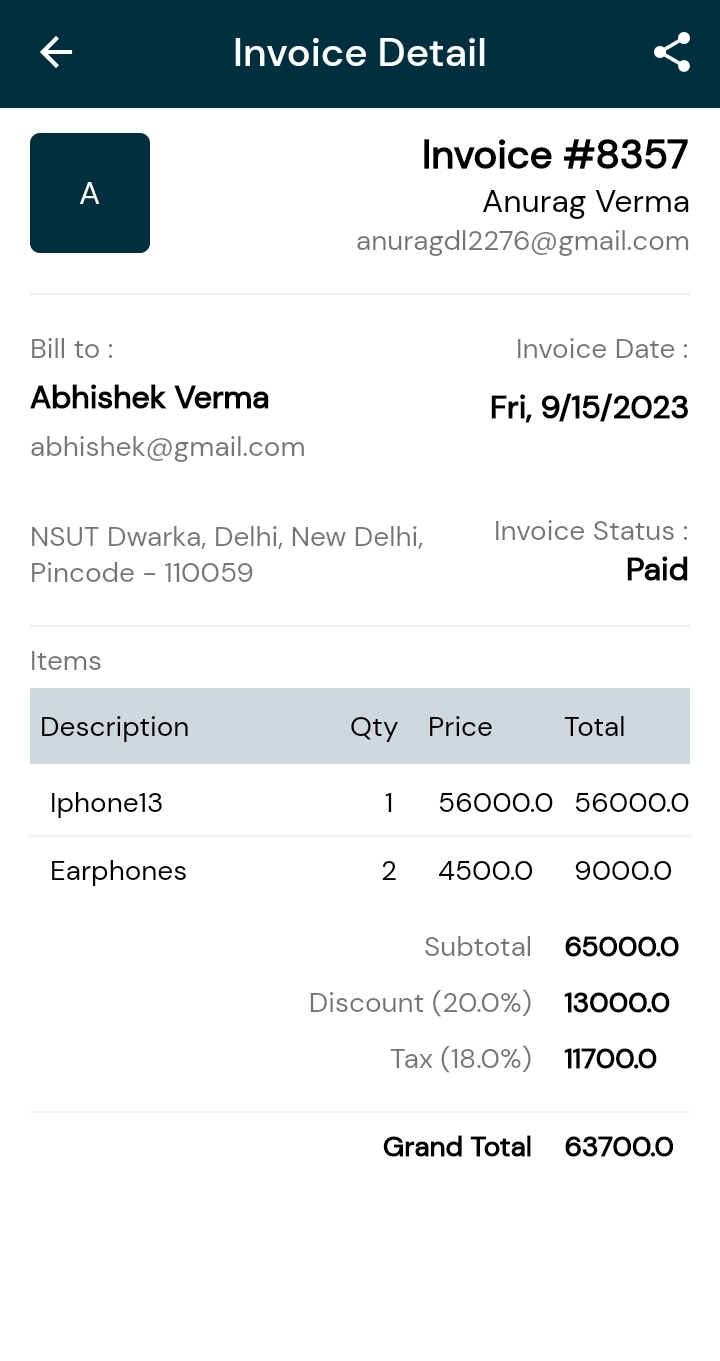 Invoice Detail
A
Invoice #8357
Anurag Verma
anuragdl2276@gmail.com
Bill to :
Abhishek Verma
abhishek@gmail.com
Invoice Date :
Fri, 9/15/2023
NSUT Dwarka, Delhi, New Delhi,
Pincode - 110059
Invoice Status :
Paid
Items
Description Qty Price Total
Iphone13 1 56000.0 56000.0
Earphones 2 4500.0 9000.0
Subtotal 65000.0
Discount (20.0%) 13000.0
Tax (18.0%) 11700.0
Grand Total 63700.0